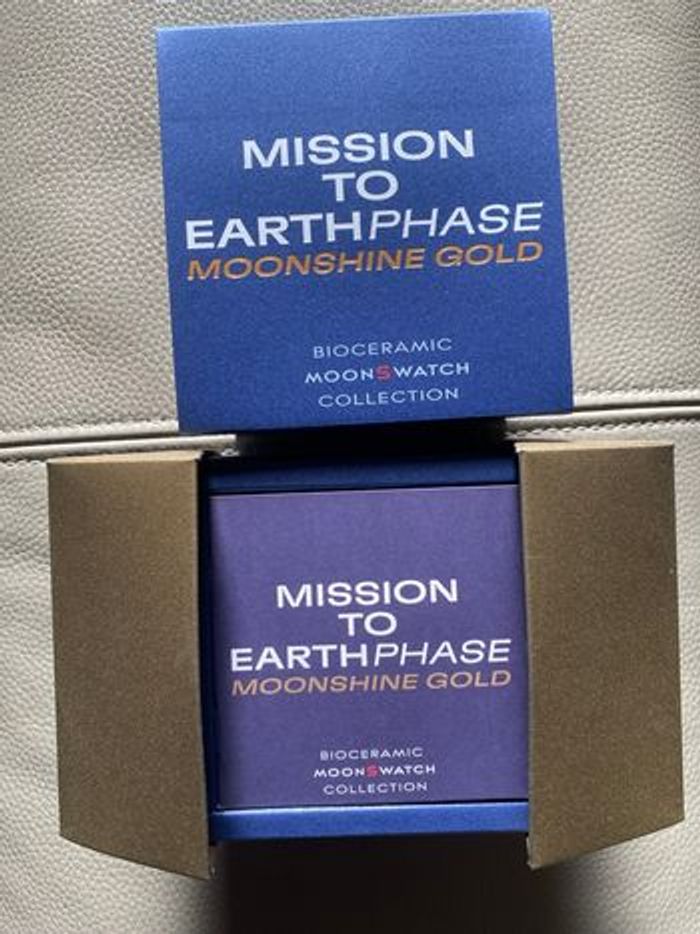 MISSION
TO
EARTHPHASE
MOONSHINE GOLD
BIOCERAMIC
MOONSWATCH
COLLECTION
MISSION
TO
EARTHPHASE
MOONSHINE GOLD
BIOCERAMIC
MOONSWATCH
COLLECTION